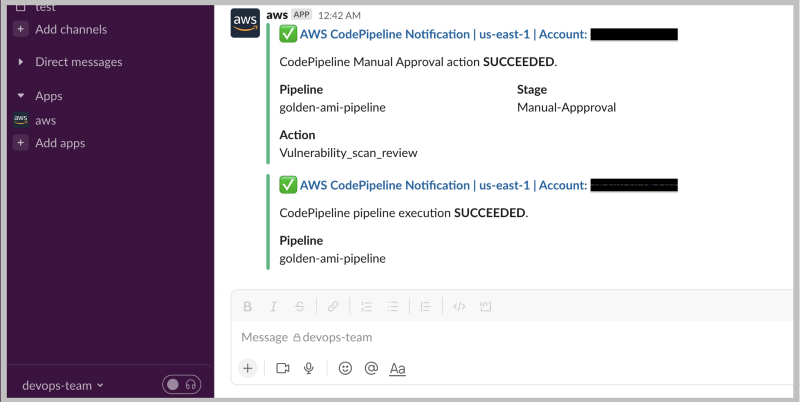 test
Add channels
Direct messages
Apps
aws
aws
Add apps
devops-team
aws
aws APP 12:42 AM
AWS CodePipeline Notification | us-east-1 | Account:
CodePipeline Manual Approval action SUCCEEDED.
Pipeline Stage
golden-ami-pipeline Manual-Appproval
Action
Vulnerability_scan_review
AWS CodePipeline Notification | us-east-1 | Account:
CodePipeline pipeline execution SUCCEEDED.
Pipeline
golden-ami-pipeline
B I S
Message devops-team
@ Aa